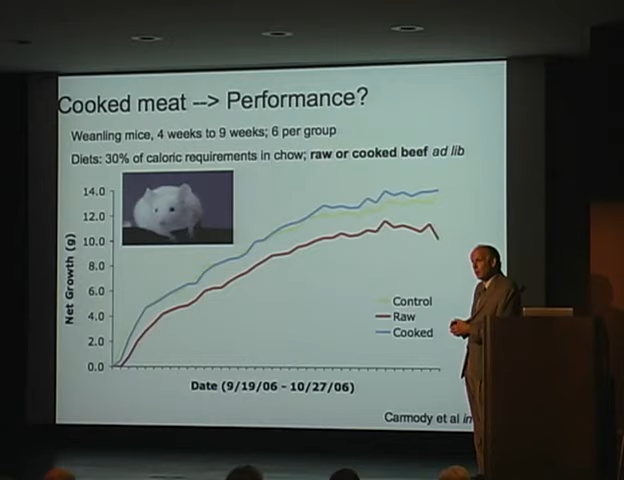 Cooked meat --> Performance?
Weanling mice, 4 weeks to 9 weeks; 6 per group
Diets: 30% of caloric requirements in chow; raw or cooked beef ad lib
14.0
12.0
10.0
8.0
6.0
4.0
2.0
0.0
Net Growth (g)
Control
Raw
Cooked
Date (9/19/06 - 10/27/06)
Carmody et al in